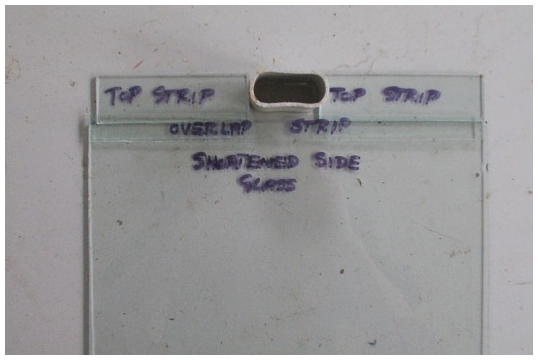 TOP STRIP
TOP STRIP
OVERLAP STRIP
SHORTENED SIDE
GLASS